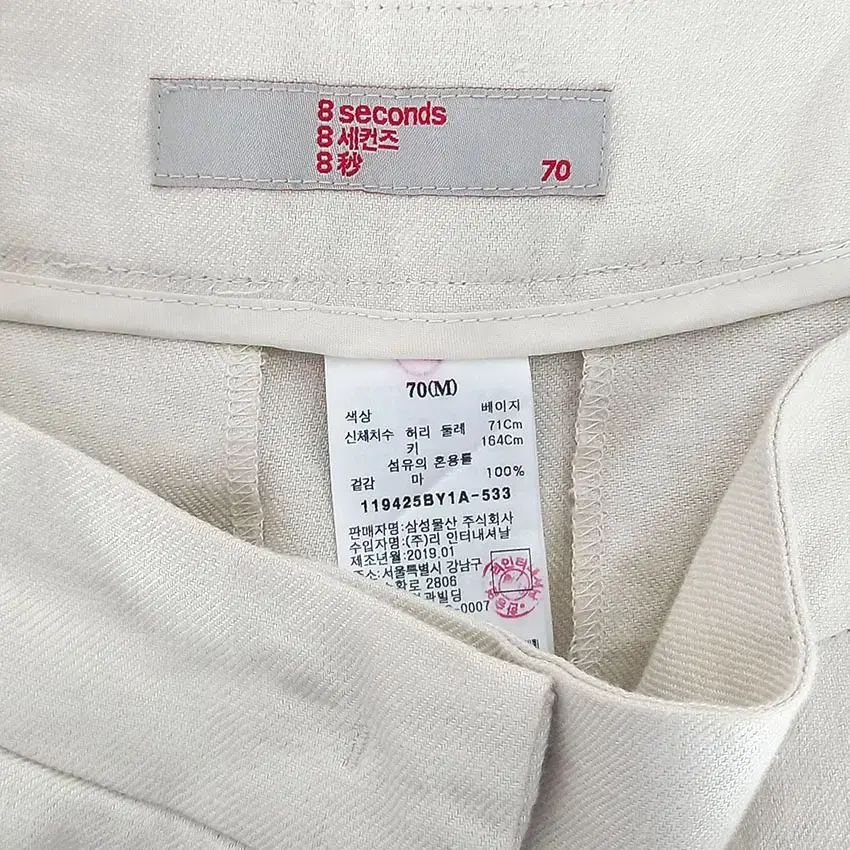 8 seconds
8 세컨즈
8 秒
70
70(M)
색상 베이지
신체치수 허리 둘레 71Cm
키 164Cm
섬유의 혼용률
겉감 마 100%
119425BY1A-533
판매자명:삼성물산 주식회사
수입자명:(주)리 인터내셔날
제조년월:2019.01
주소:서울특별시 강남구
로 2806
빌딩
-0007